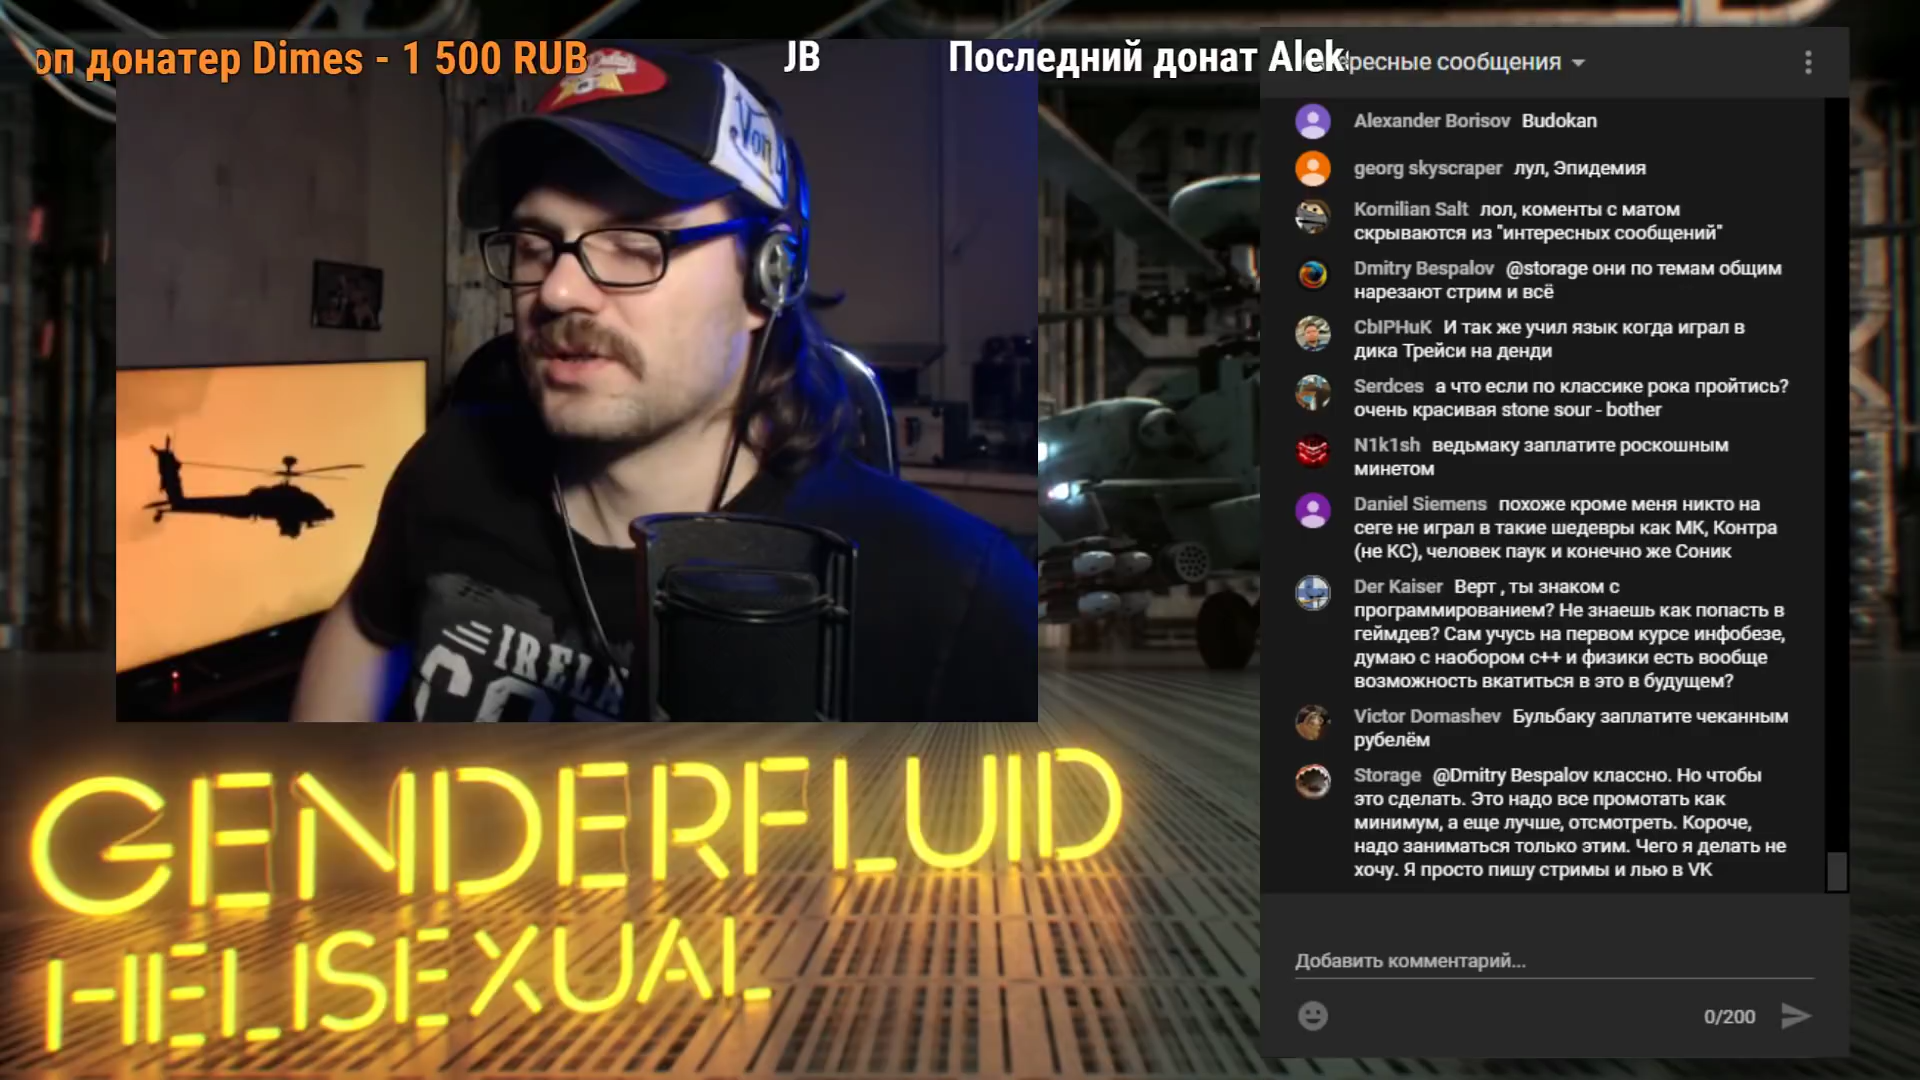 оп донатер Dimes - 1 500 RUB
JB
Последний донат Alek
ресные сообщения
Von
IRELA
GENDERFLUID
HELISEXUAL
Alexander Borisov Budokan
georg skyscraper лул, Эпидемия
Kornilian Salt лол, коменты с матом
скрываются из "интересных сообщений"
Dmitry Bespalov @storage они по темам общим
нарезают стрим и всё
CblPHuK И так же учил язык когда играл в
дика Трейси на денди
Serdces а что если по классике рока пройтись?
очень красивая stone sour - bother
N1k1sh ведьмаку заплатите роскошным
минетом
Daniel Siemens похоже кроме меня никто на
сеге не играл в такие шедевры как МК, Контра
(не КС), человек паук и конечно же Соник
Der Kaiser Верт , ты знаком с
программированием? Не знаешь как попасть в
геймдев? Сам учусь на первом курсе инфобезе,
думаю с наобором с++ и физики есть вообще
возможность вкатиться в это в будущем?
Victor Domashev Бульбаку заплатите чеканным
рубелём
Storage @Dmitry Bespalov классно. Но чтобы
это сделать. Это надо все промотать как
минимум, а еще лучше, отсмотреть. Короче,
надо заниматься только этим. Чего я делать не
хочу. Я просто пишу стримы и лью в VK
Добавить комментарий...
0/200